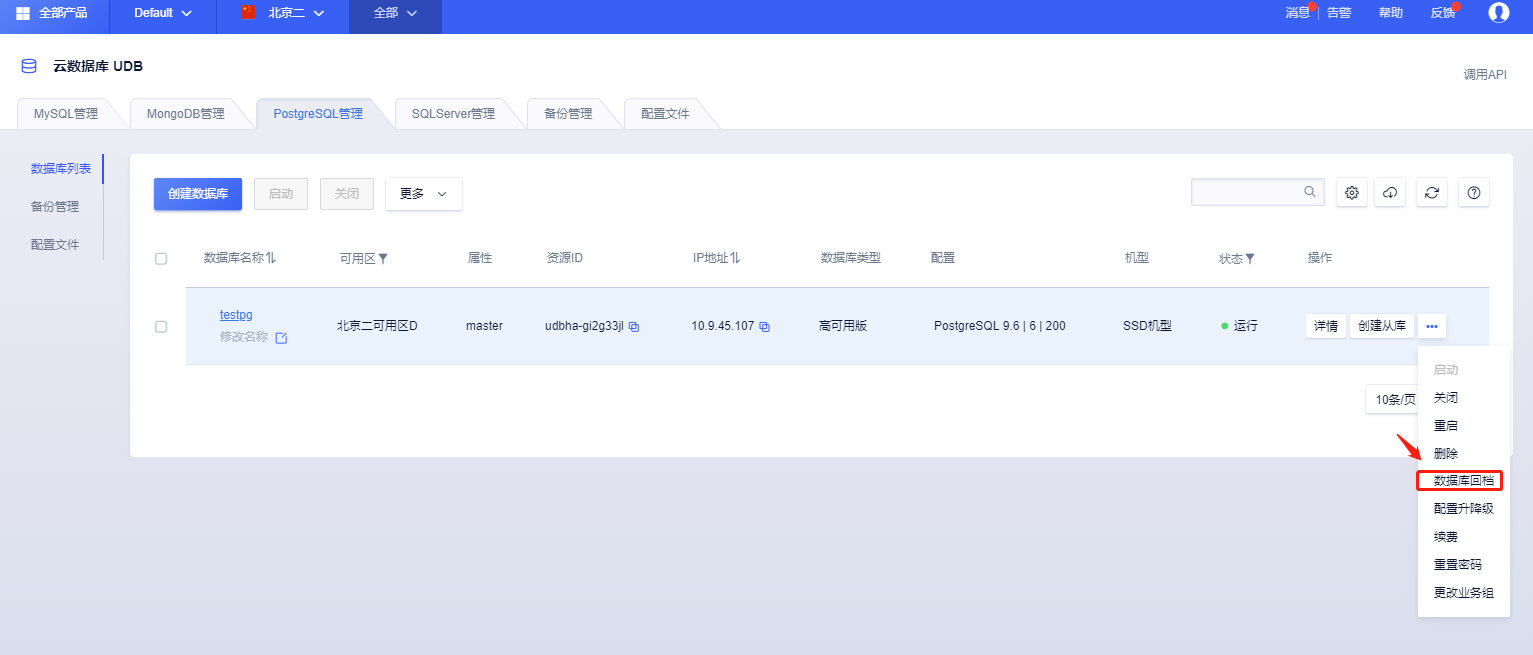 全部产品 Default 北京二 全部 消息 告警 帮助 反馈
云数据库 UDB
调用API
MySQL管理 MongoDB管理 PostgreSQL管理 SQLServer管理 备份管理 配置文件
数据库列表
备份管理
配置文件
创建数据库 启动 关闭 更多
数据库名称 可用区 属性 资源ID IP地址 数据库类型 配置 机型 状态 操作
testpg
修改名称
北京二可用区D master udbha-gi2g33jl 10.9.45.107 高可用版 PostgreSQL 9.6 | 6 | 200 SSD机型 运行 详情 创建从库
10条/页
启动
关闭
重启
删除
数据库回档
配置升降级
续费
重置密码
更改业务组